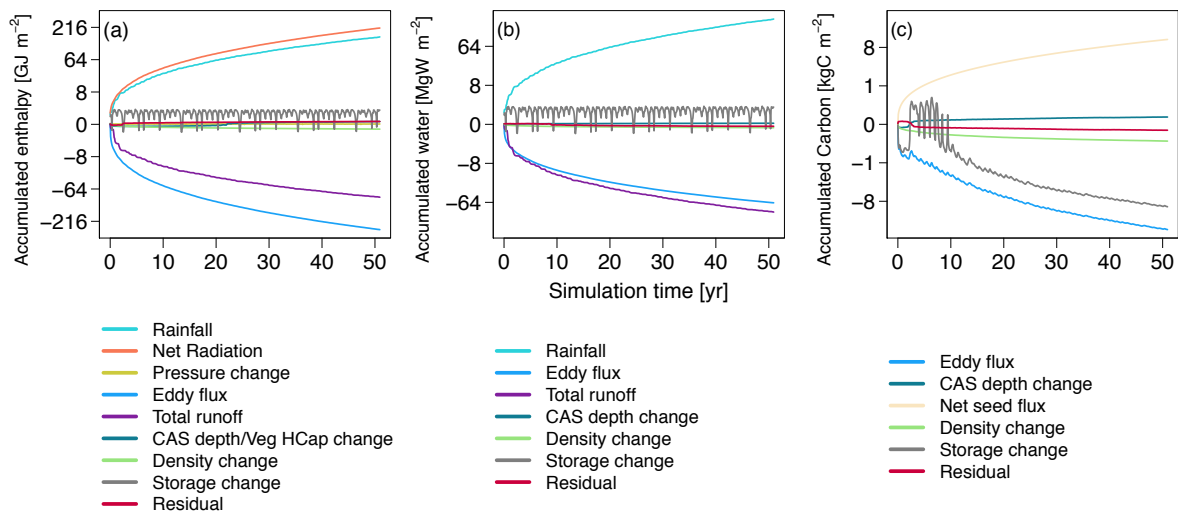 (a)
Accumulated enthalpy [GJ m−2]
216
64
8
0
−8
−64
−216
0 10 20 30 40 50
(b)
Accumulated water [MgW m−2]
64
8
0
−8
−64
0 10 20 30 40 50
Simulation time [yr]
(c)
Accumulated Carbon [kgC m−2]
8
1
0
−1
−8
0 10 20 30 40 50
Rainfall
Net Radiation
Pressure change
Eddy flux
Total runoff
CAS depth/Veg HCap change
Density change
Storage change
Residual
Rainfall
Eddy flux
Total runoff
CAS depth change
Density change
Storage change
Residual
Eddy flux
CAS depth change
Net seed flux
Density change
Storage change
Residual